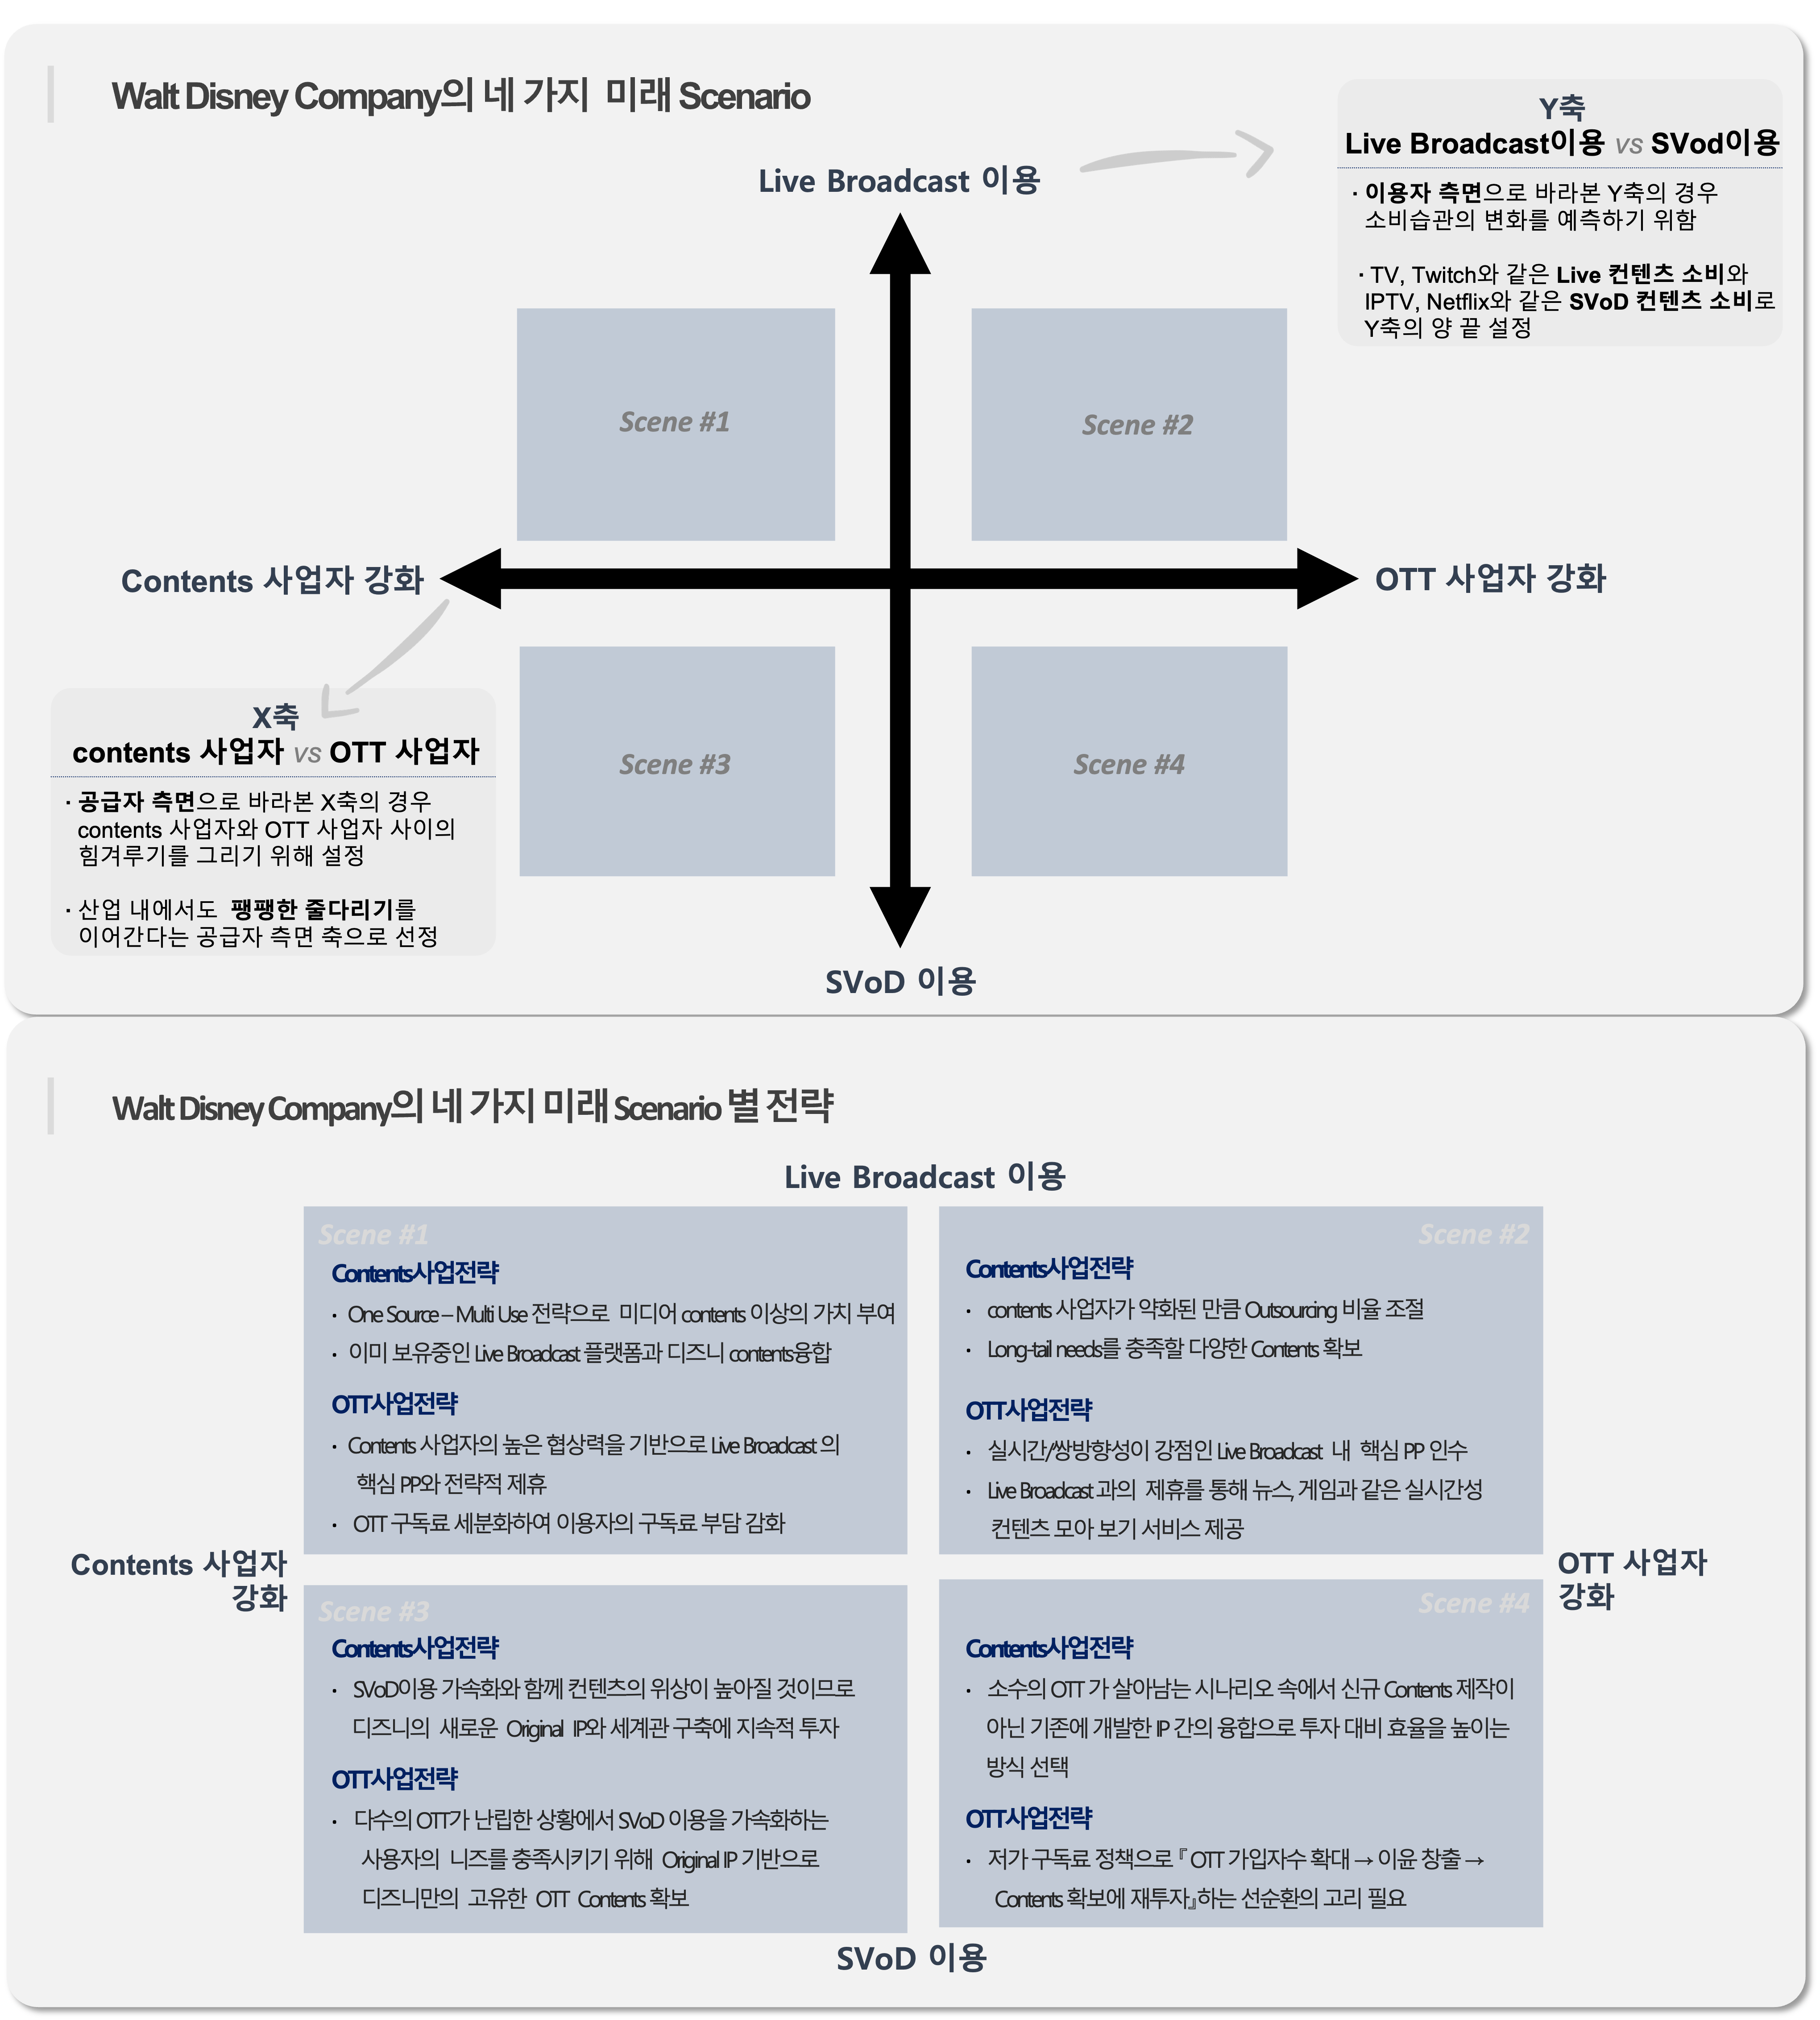 Walt Disney Company의 네 가지 미래 Scenario
Y축
Live Broadcast이용 vs SVod이용
· 이용자 측면으로 바라본 Y축의 경우
소비습관의 변화를 예측하기 위함
· TV, Twitch와 같은 Live 컨텐츠 소비와
IPTV, Netflix와 같은 SVoD 컨텐츠 소비로
Y축의 양 끝 설정
Live Broadcast 이용
Scene #1
Scene #2
Contents 사업자 강화
OTT 사업자 강화
X축
contents 사업자 vs OTT 사업자
· 공급자 측면으로 바라본 X축의 경우
contents 사업자와 OTT 사업자 사이의
힘겨루기를 그리기 위해 설정
· 산업 내에서도 팽팽한 줄다리기를
이어간다는 공급자 측면 축으로 선정
Scene #3
Scene #4
SVoD 이용
Walt Disney Company의 네 가지 미래 Scenario 별 전략
Live Broadcast 이용
Scene #1
Contents사업전략
· One Source – Multi Use 전략으로 미디어 contents 이상의 가치 부여
· 이미 보유중인 Live Broadcast 플랫폼과 디즈니 contents융합
OTT사업전략
· Contents 사업자의 높은 협상력을 기반으로 Live Broadcast 의
핵심 PP와 전략적 제휴
· OTT 구독료 세분화하여 이용자의 구독료 부담 감화
Scene #2
Contents사업전략
· contents 사업자가 약화된 만큼 Outsourcing 비율 조절
· Long-tail needs를 충족할 다양한 Contents 확보
OTT사업전략
· 실시간/쌍방향성이 강점인 Live Broadcast 내 핵심 PP 인수
· Live Broadcast 과의 제휴를 통해 뉴스, 게임과 같은 실시간성
컨텐츠 모아 보기 서비스 제공
Contents 사업자
강화
OTT 사업자
강화
Scene #3
Contents사업전략
· SVoD이용 가속화와 함께 컨텐츠의 위상이 높아질 것이므로
디즈니의 새로운 Original IP와 세계관 구축에 지속적 투자
OTT사업전략
· 다수의 OTT가 난립한 상황에서 SVoD 이용을 가속화하는
사용자의 니즈를 충족시키기 위해 Original IP 기반으로
디즈니만의 고유한 OTT Contents 확보
Scene #4
Contents사업전략
· 소수의 OTT 가 살아남는 시나리오 속에서 신규 Contents 제작이
아닌 기존에 개발한 IP 간의 융합으로 투자 대비 효율을 높이는
방식 선택
OTT사업전략
· 저가 구독료 정책으로 『 OTT 가입자수 확대 → 이윤 창출 →
Contents 확보에 재투자』하는 선순환의 고리 필요
SVoD 이용